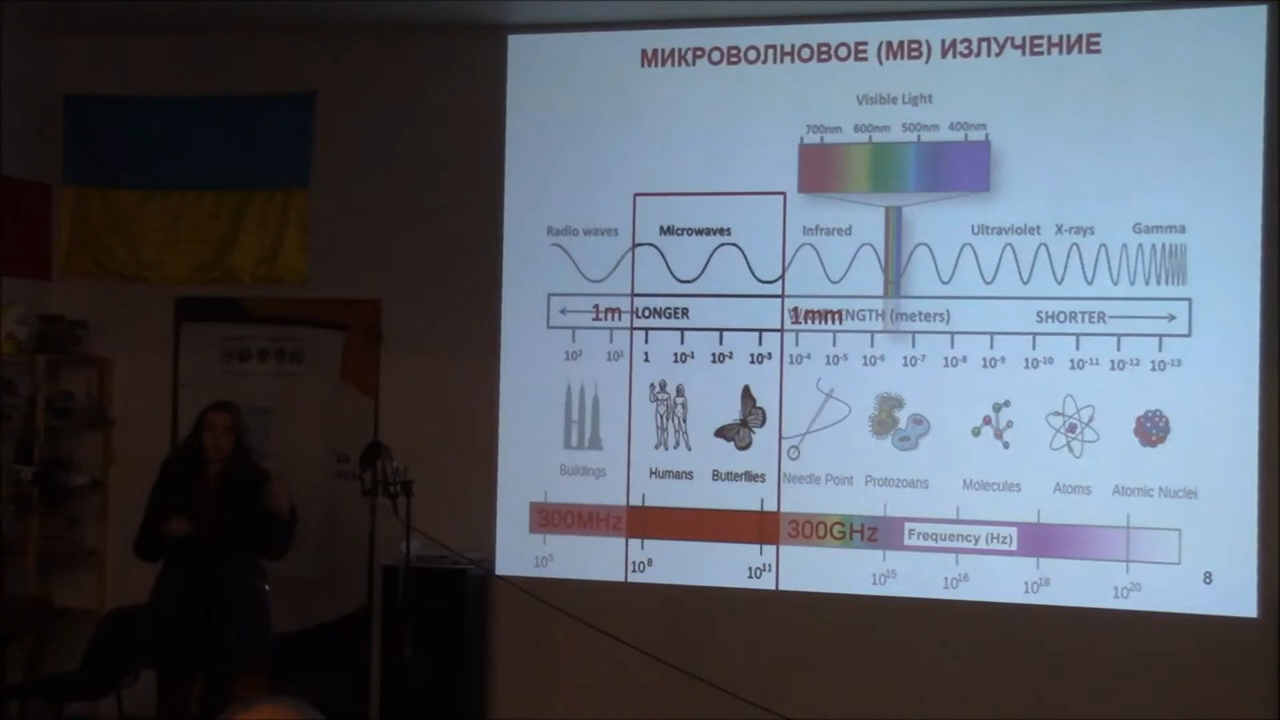 МИКРОВОЛНОВОЕ (МВ) ИЗЛУЧЕНИЕ
Visible Light
700nm 600nm 500nm 400nm
Radio waves Microwaves Infrared Ultraviolet X-rays Gamma
1m LONGER 1mm WAVELENGTH (meters) SHORTER
10² 10¹ 1 10⁻¹ 10⁻² 10⁻³ 10⁻⁴ 10⁻⁵ 10⁻⁶ 10⁻⁷ 10⁻⁸ 10⁻⁹ 10⁻¹⁰ 10⁻¹¹ 10⁻¹² 10⁻¹³
Buildings Humans Butterflies Needle Point Protozoans Molecules Atoms Atomic Nuclei
300MHz 300GHz Frequency (Hz)
10⁵ 10⁸ 10¹¹ 10¹⁵ 10¹⁶ 10¹⁸ 10²⁰
8